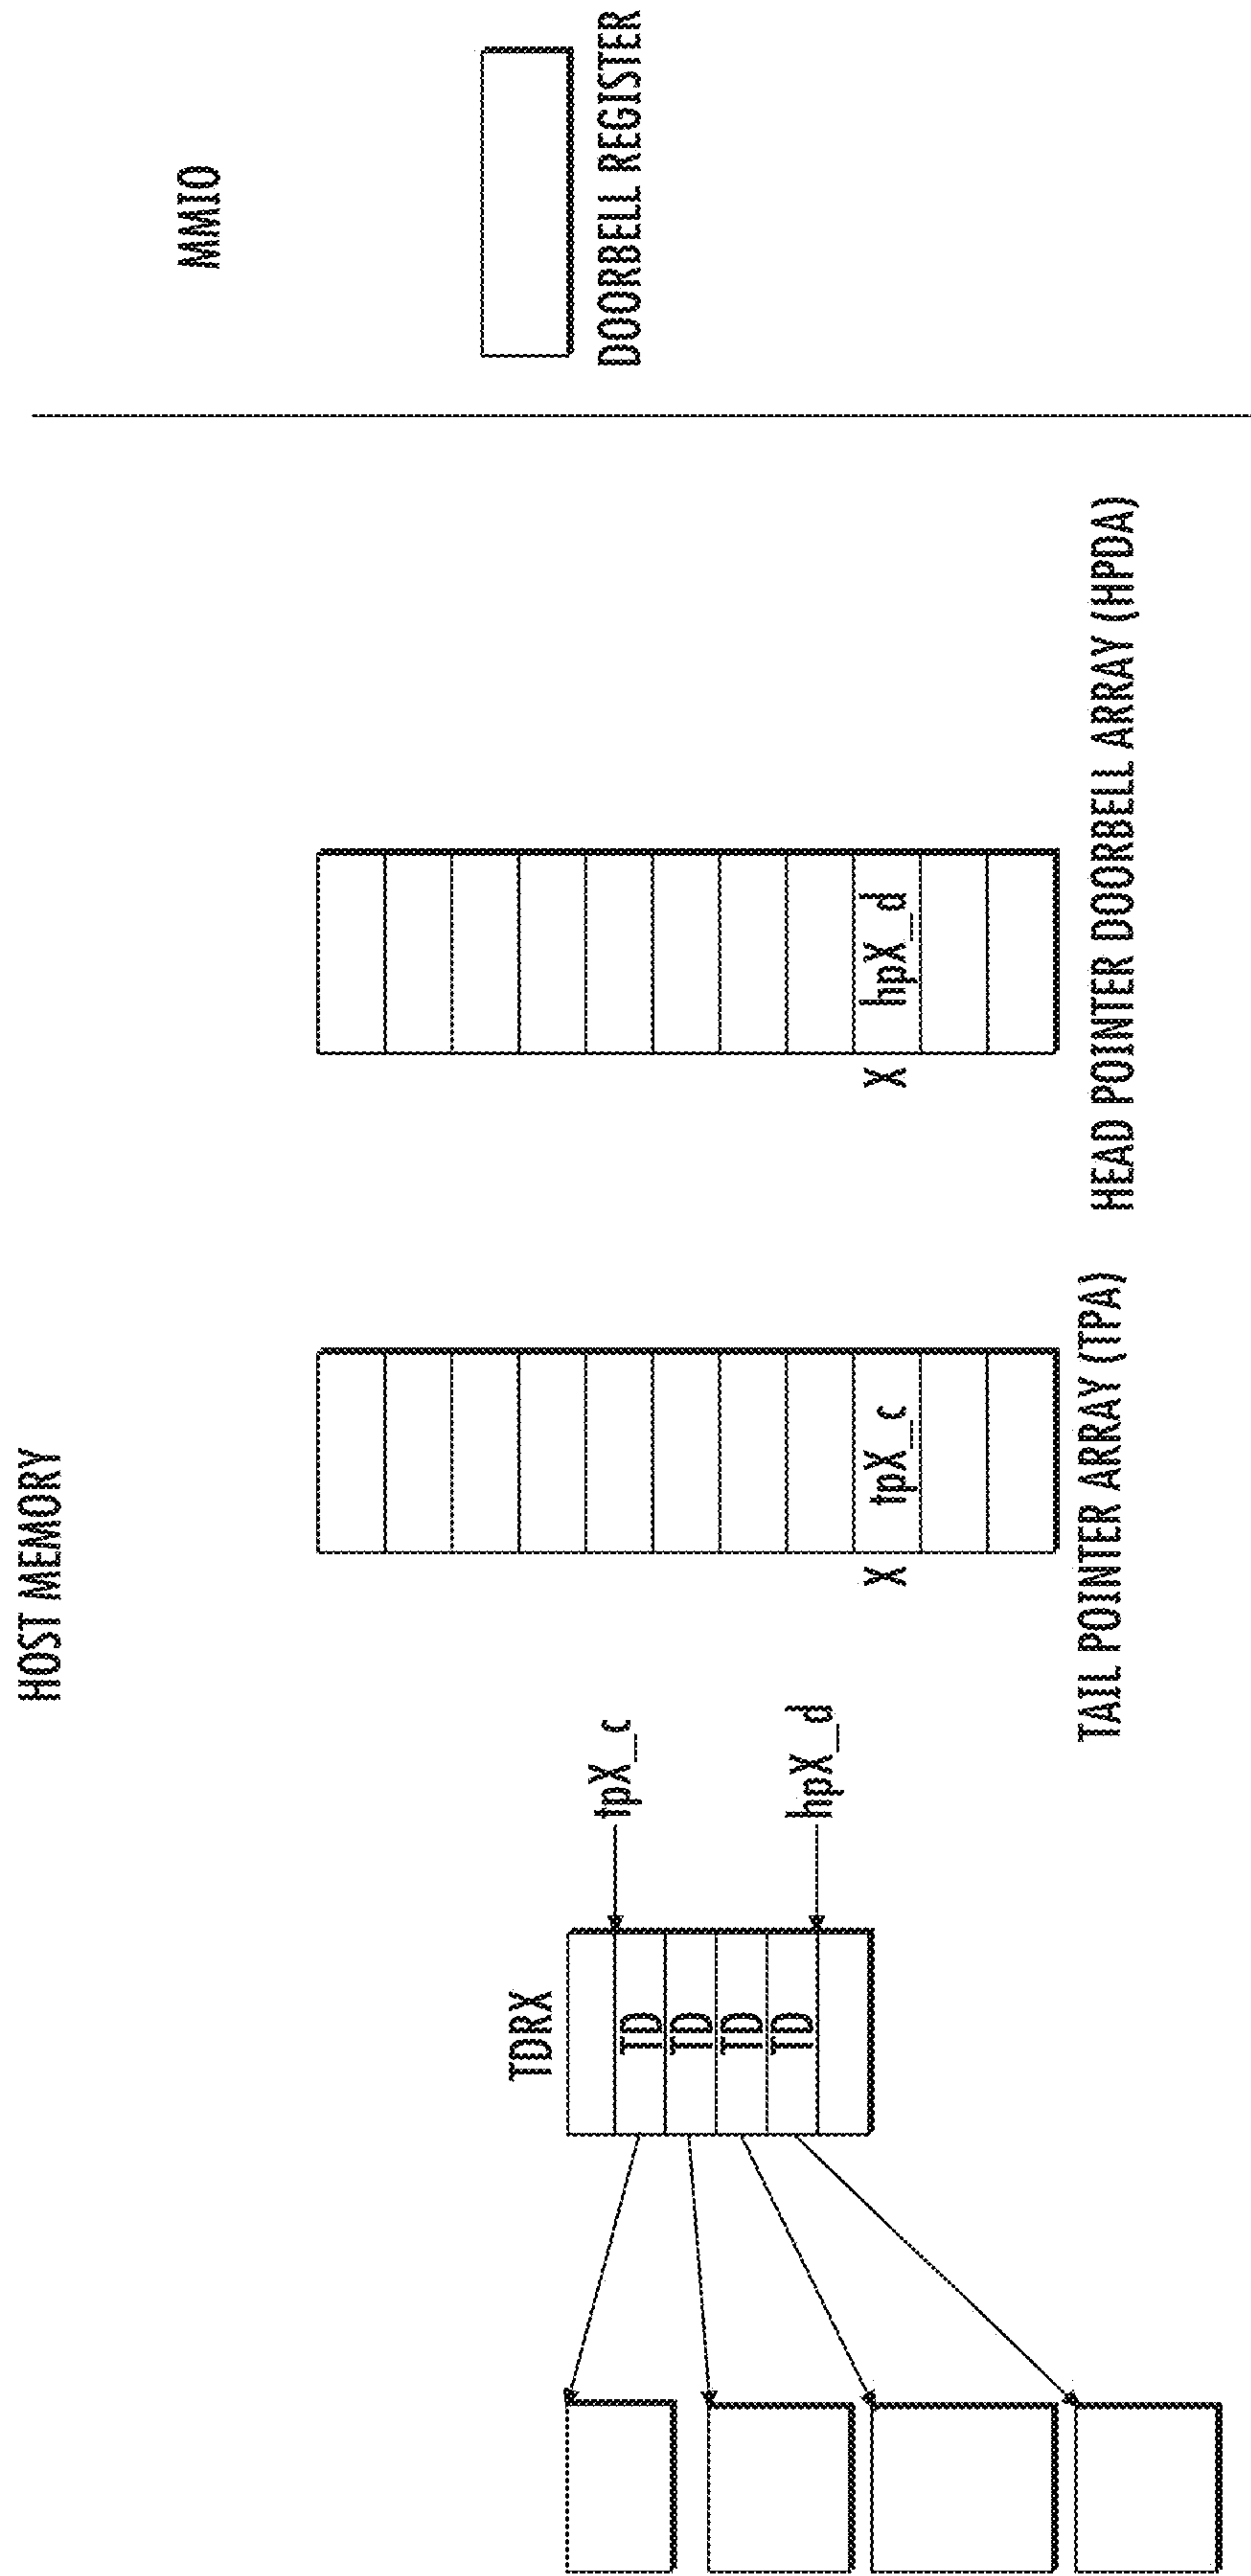 HOST MEMORY
MMIO
TDRX
TD
TD
TD
TD
tpX_c
hpX_d
X
tpX_c
X
hpX_d
DOORBELL REGISTER
TAIL POINTER ARRAY (TPA)
HEAD POINTER DOORBELL ARRAY (HPDA)